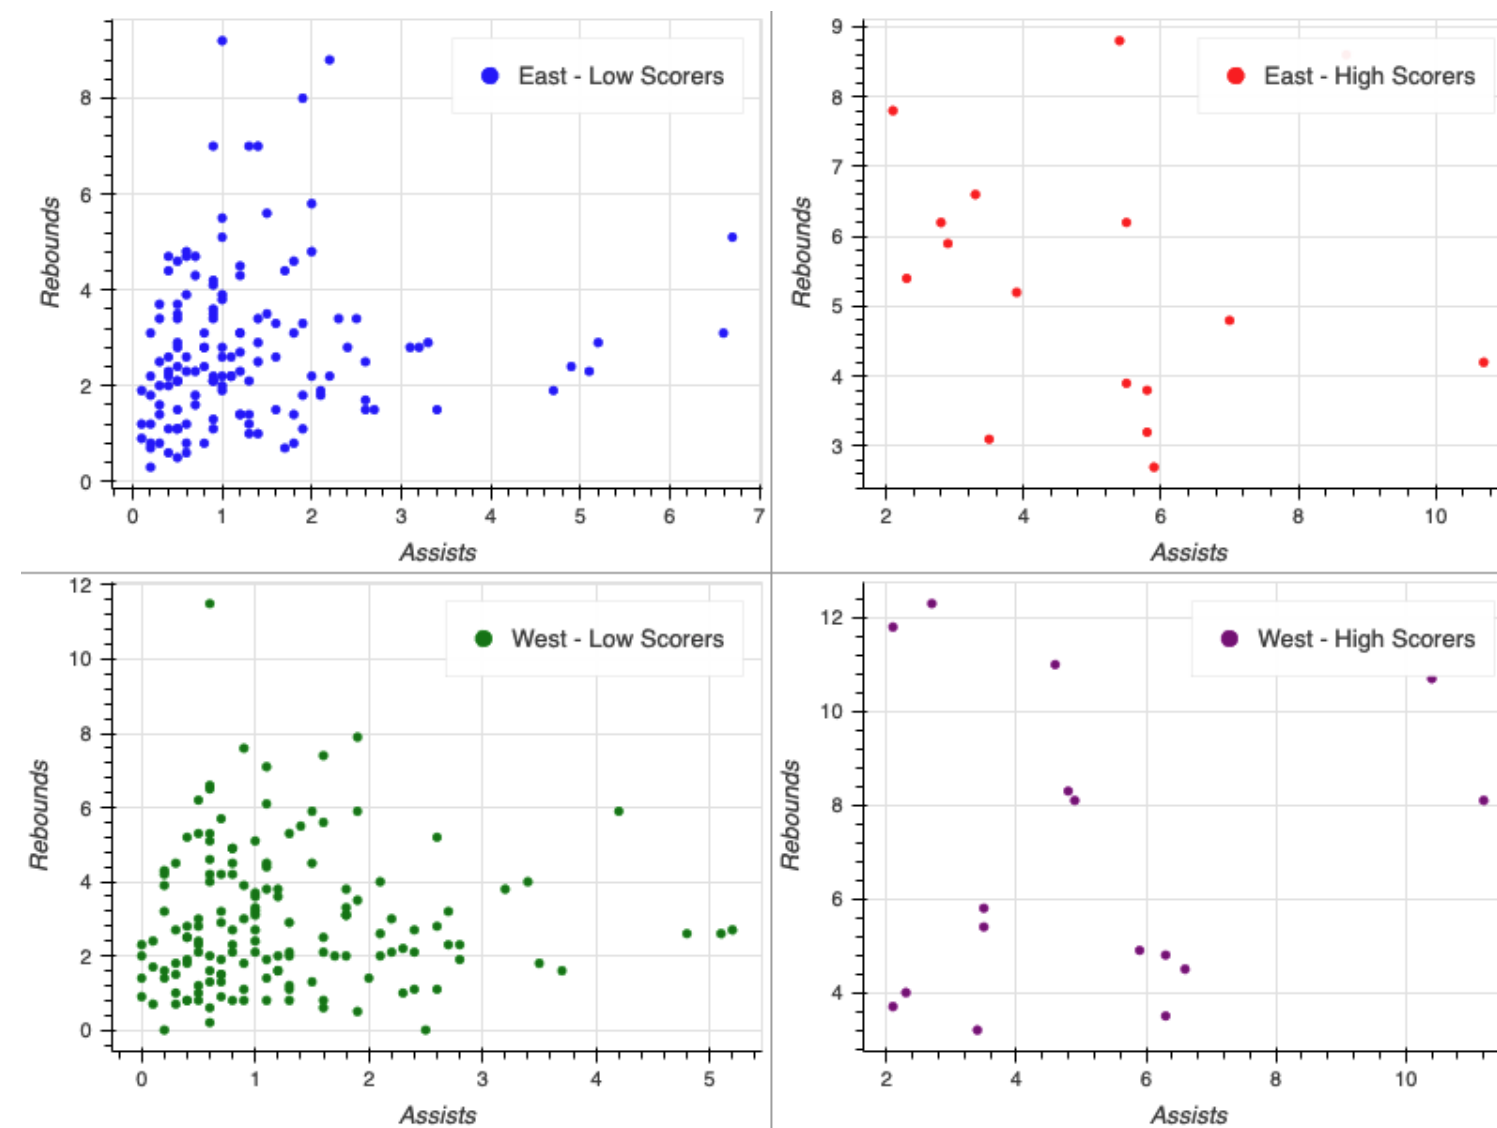 East - Low Scorers
8
6
4
2
0
Rebounds
0 1 2 3 4 5 6 7
Assists
East - High Scorers
9
8
7
6
5
4
3
Rebounds
2 4 6 8 10
Assists
West - Low Scorers
12
10
8
6
4
2
0
Rebounds
0 1 2 3 4 5
Assists
West - High Scorers
12
10
8
6
4
Rebounds
2 4 6 8 10
Assists